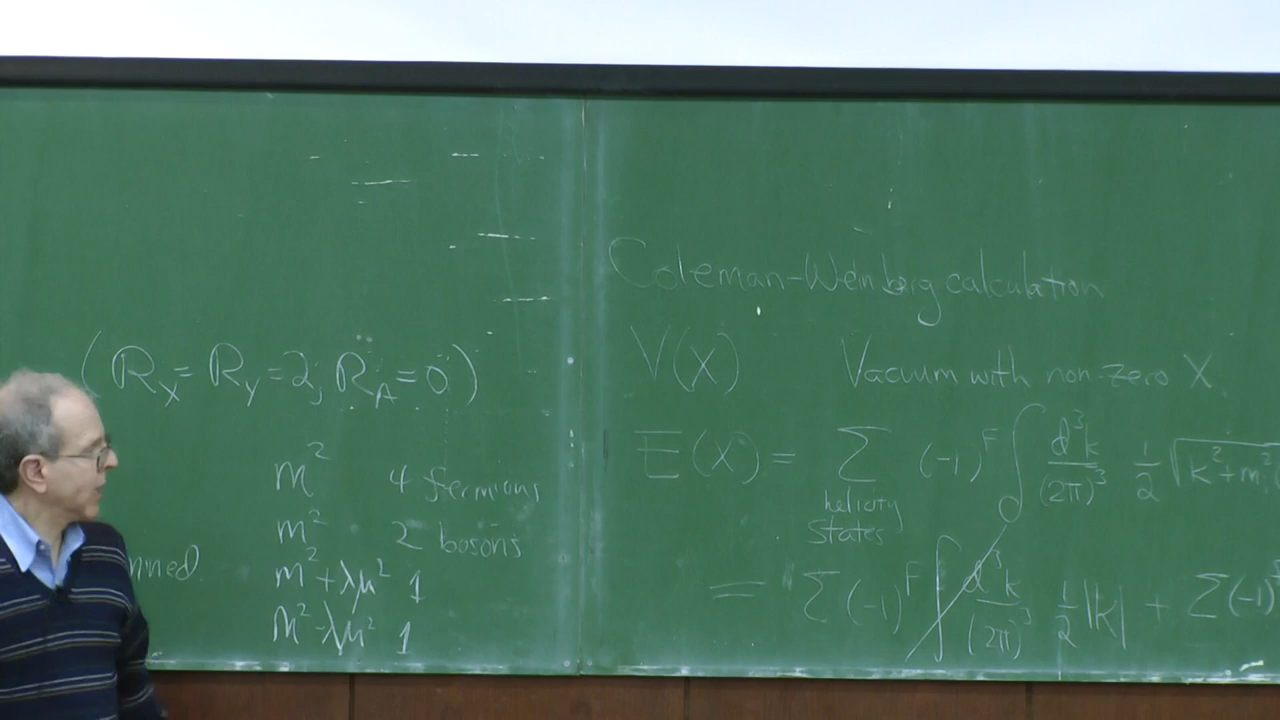 (R_X = R_Y = 2; R_A = 0)
m² 4 fermions
m² 2 bosons
m² + λμ² 1
m² - λμ² 1
Coleman-Weinberg calculation
V(X) Vacuum with non-zero X
E(X) = Σ (-1)^F ∫ d³k/(2π)³ 1/2 √k² + m²
helicity
states
= Σ (-1)^F ∫ d³k/(2π)³ 1/2 |k| + Σ(-1)